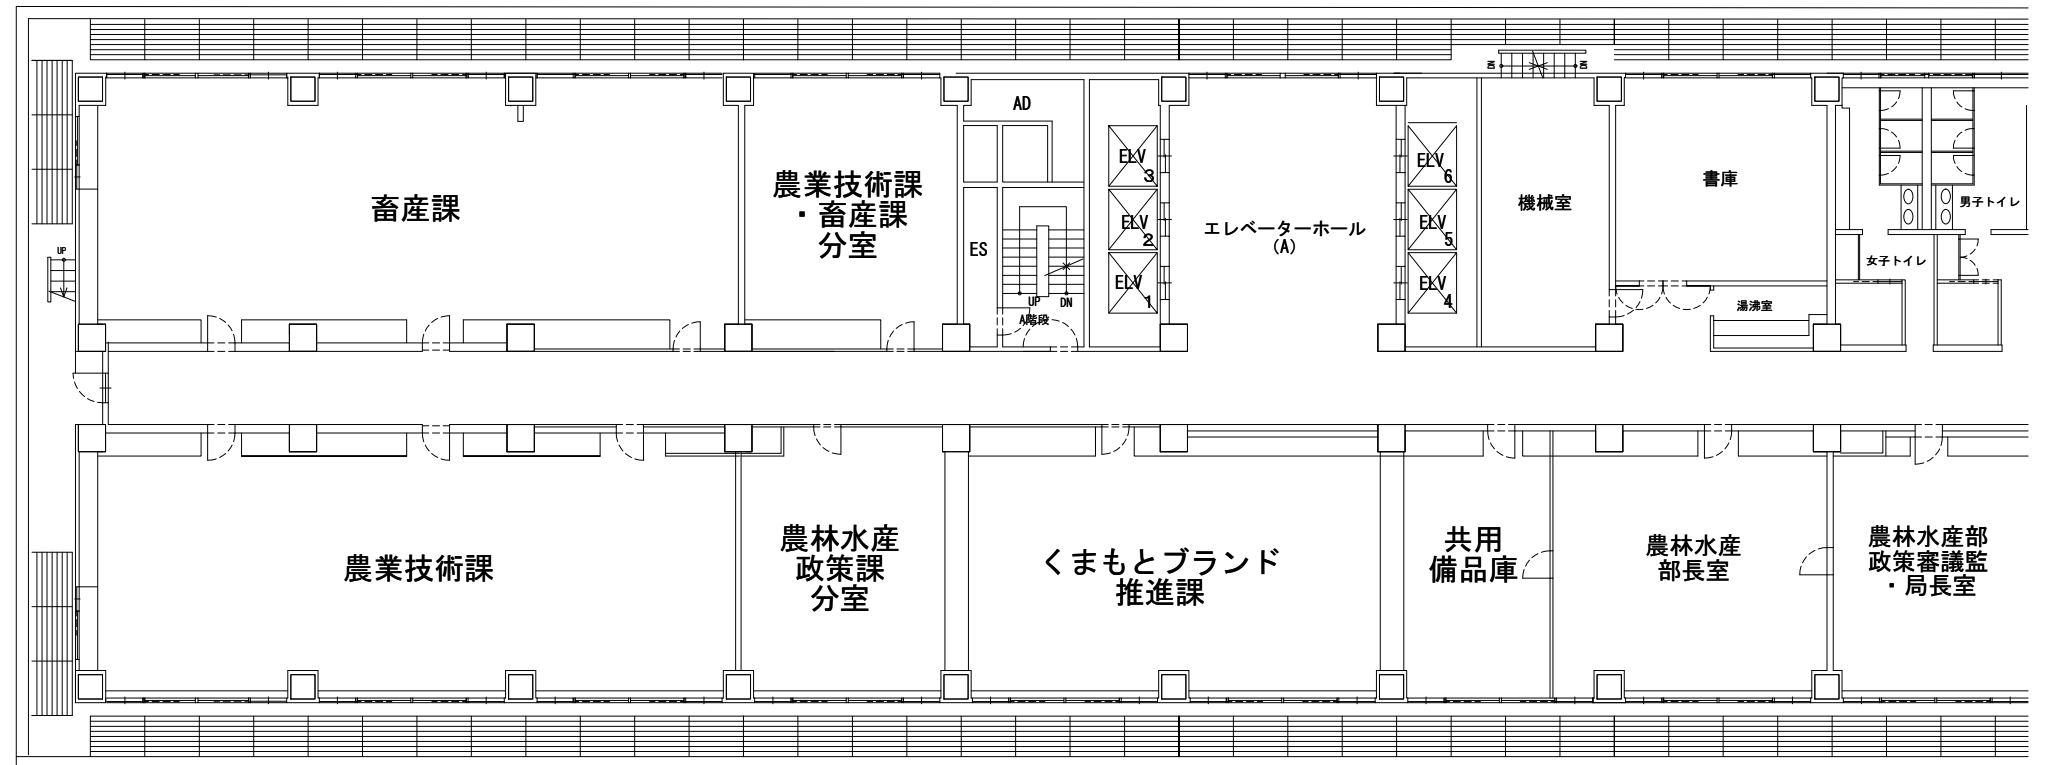 DN
DN
AD
ELV
3
ELV
6
農業技術課
・畜産課
分室
畜産課
書庫
機械室
男子トイレ
ELV
2
ELV
5
エレベーターホール
(A)
ES
UP
女子トイレ
ELV
1
ELV
4
UP
DN
A階段
湯沸室
農業技術課
農林水産
政策課
分室
くまもとブランド
推進課
共用
備品庫
農林水産
部長室
農林水産部
政策審議監
・局長室